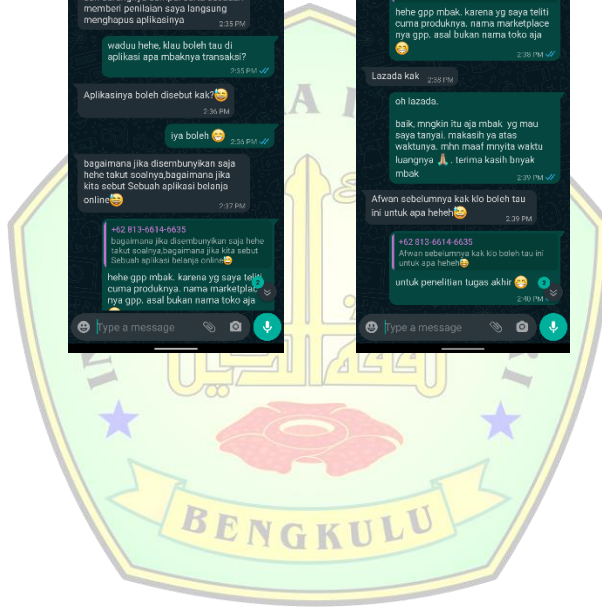 memberi penilaian saya langsung
menghapus aplikasinya 2:35 PM
waduu hehe, klau boleh tau di
aplikasi apa mbaknya transaksi?
2:35 PM
Aplikasinya boleh disebut kak?😅
2:36 PM
iya boleh 😁 2:36 PM
bagaimana jika disembunyikan saja
hehe takut soalnya,bagaimana jika
kita sebut Sebuah aplikasi belanja
online😅 2:37 PM
+62 813-6614-6635
bagaimana jika disembunyikan saja hehe
takut soalnya,bagaimana jika kita sebut
Sebuah aplikasi belanja online😅
hehe gpp mbak. karena yg saya teliti
cuma produknya. nama marketplac
nya gpp. asal bukan nama toko aja
2
Type a message
hehe gpp mbak. karena yg saya teliti
cuma produknya. nama marketplace
nya gpp. asal bukan nama toko aja
😁 2:38 PM
Lazada kak 2:38 PM
oh lazada.
baik, mngkin itu aja mbak yg mau
saya tanyai. makasih ya atas
waktunya. mhn maaf mnyita waktu
luangnya 🙏🏼. terima kasih bnyak
mbak 2:39 PM
Afwan sebelumnya kak klo boleh tau
ini untuk apa heheh😅 2:39 PM
+62 813-6614-6635
Afwan sebelumnya kak klo boleh tau ini
untuk apa heheh😅
untuk penelitian tugas akhir 😁 2
2:40 PM
Type a message
BENGKULU